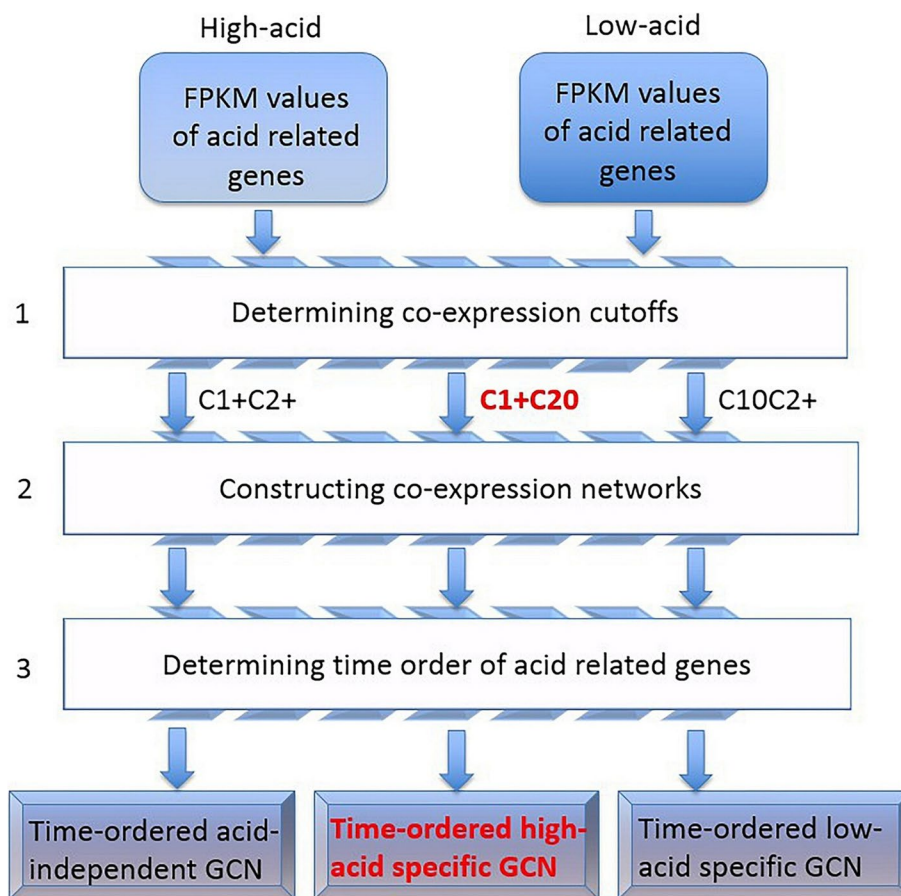 High-acid
Low-acid
FPKM values
of acid related
genes
FPKM values
of acid related
genes
1
Determining co-expression cutoffs
C1+C2+
C1+C20
C10C2+
2
Constructing co-expression networks
3
Determining time order of acid related genes
Time-ordered acid-
independent GCN
Time-ordered high-
acid specific GCN
Time-ordered low-
acid specific GCN